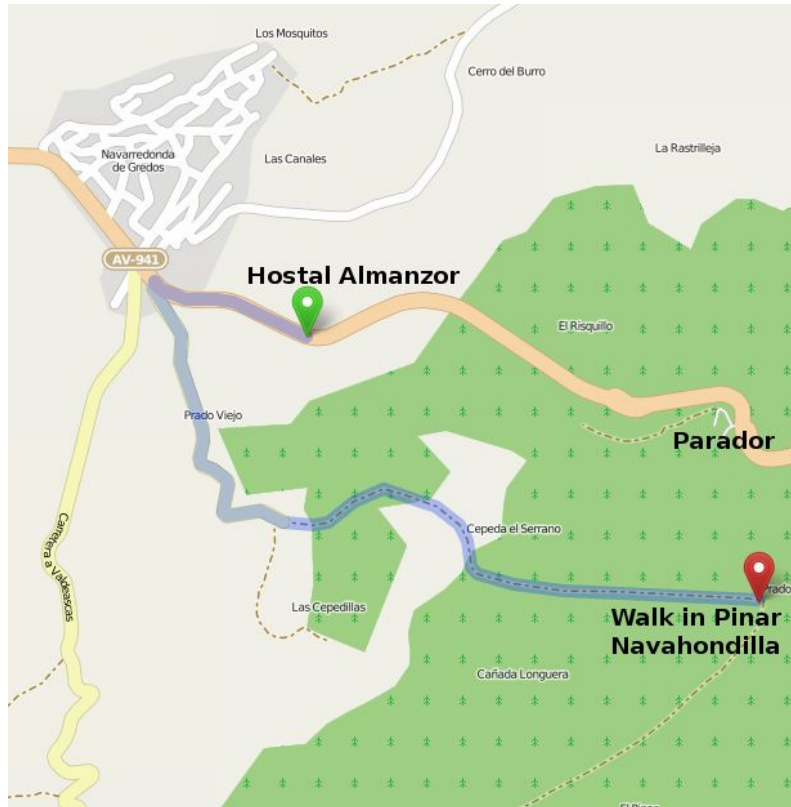 Los Mosquitos
Cerro del Burro
Navarredonda
de Gredos
Las Canales
La Rastrilleja
AV-941
Hostal Almanzor
El Risquillo
Prado Viejo
Parador
Carretera a Valdeascas
Cepeda el Serrano
Prado
Las Cepedillas
Walk in Pinar
Navahondilla
Cañada Longuera